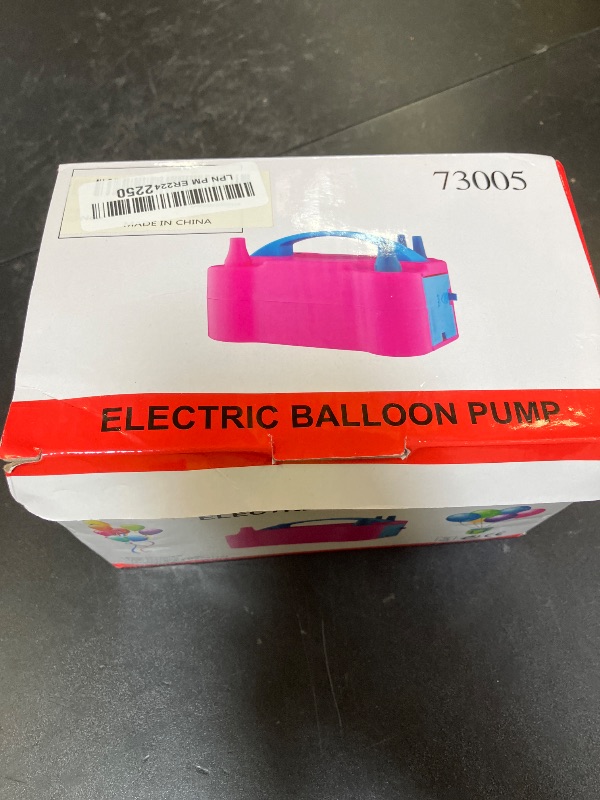 73005
LPN PM ER2242250
MADE IN CHINA
ELECTRIC BALLOON PUMP